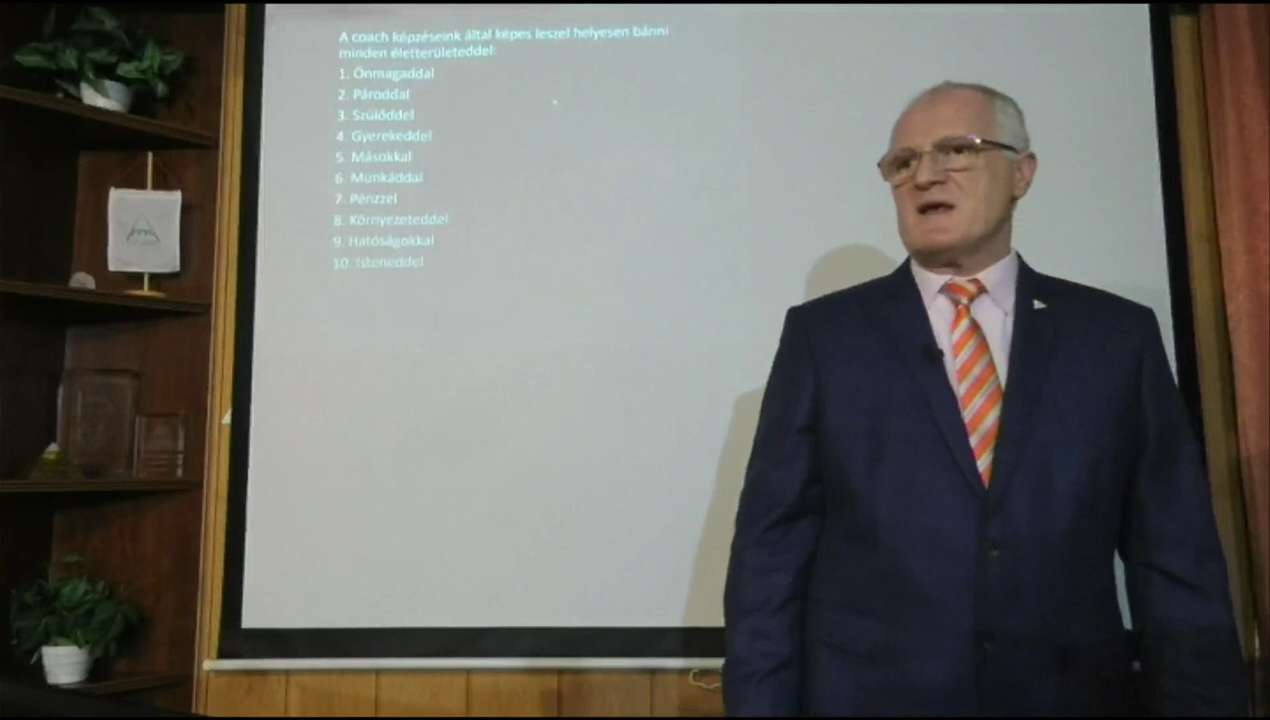 A coach képzéseink által képes leszel helyesen bánni
minden életterületeddel:
1. Önmagaddal
2. Pároddal
3. Szülőddel
4. Gyerekeddel
5. Másokkal
6. Munkáddal
7. Pénzzel
8. Környezeteddel
9. Hatóságokkal
10. Isteneddel